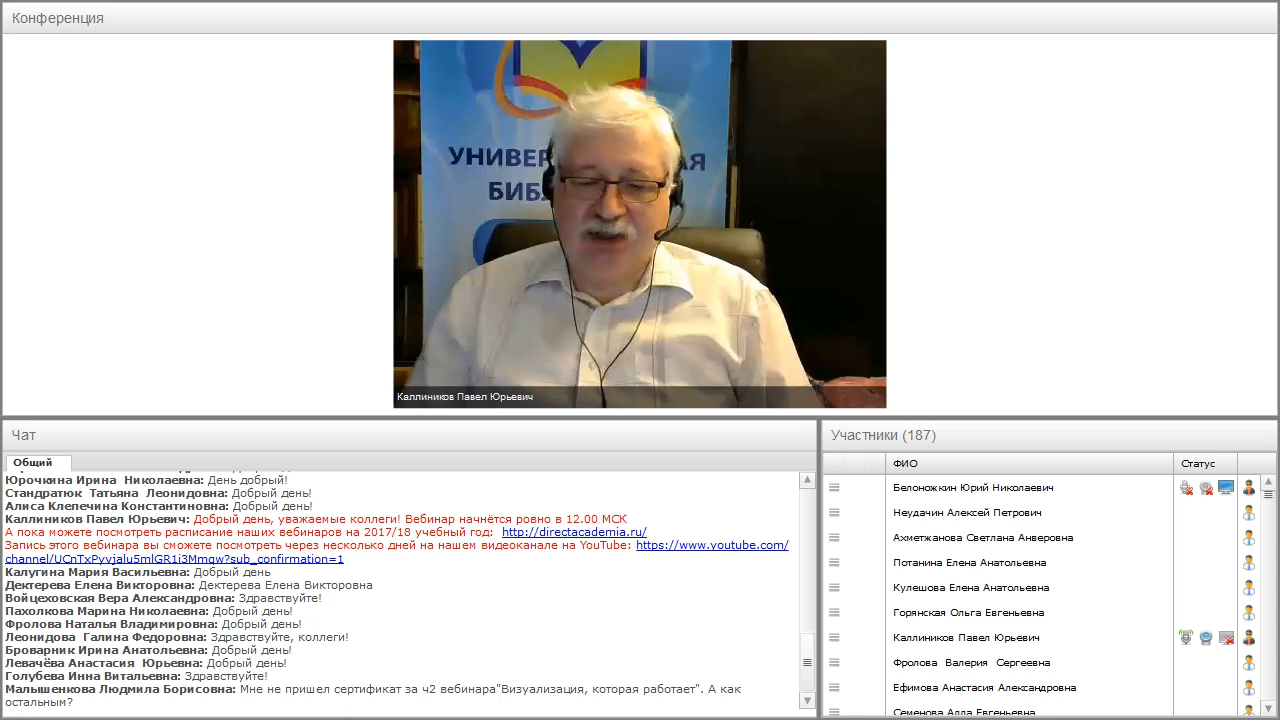 Конференция
УНИВЕР
АЯ
БИБ
Каллиников Павел Юрьевич
Чат
Общий
Юрочкина Ирина Николаевна: День добрый!
Стандратюк Татьяна Леонидовна: Добрый день!
Алиса Клепечина Константиновна: Добрый день!
Каллиников Павел Юрьевич: Добрый день, уважаемые коллеги! Вебинар начнётся ровно в 12.00 МСК
А пока можете посмотреть расписание наших вебинаров на 2017/18 учебный год: http://directacademia.ru/
Запись этого вебинара вы сможете посмотреть через несколько дней на нашем видеоканале на YouTube: https://www.youtube.com/
Калугина Мария Васильевна: Добрый день
Дектерева Елена Викторовна: Дектерева Елена Викторовна
Войцеховская Вера Александровна: Здравствуйте!
Пахолкова Марина Николаевна: Добрый день!
Фролова Наталья Владимировна: Добрый день!
Леонидова Галина Федоровна: Здравствуйте, коллеги!
Броварник Ирина Анатольевна: Добрый день!
Левачёва Анастасия Юрьевна: Добрый день!
Голубева Инна Витальевна: Здравствуйте!
Малышенкова Людмила Борисовна: Мне не пришел сертификат за ч2 вебинара"Визуализация, которая работает". А как
остальным?
Участники (187)
ФИО Статус
Белоножкин Юрий Николаевич
Неудачин Алексей Петрович
Ахметжанова Светлана Анверовна
Потянина Елена Анатольевна
Кулешова Елена Анатольевна
Горянская Ольга Евгеньевна
Каллиников Павел Юрьевич
Фролова Валерия Сергеевна
Ефимова Анастасия Александровна
Семенова Алла Евгеньевна